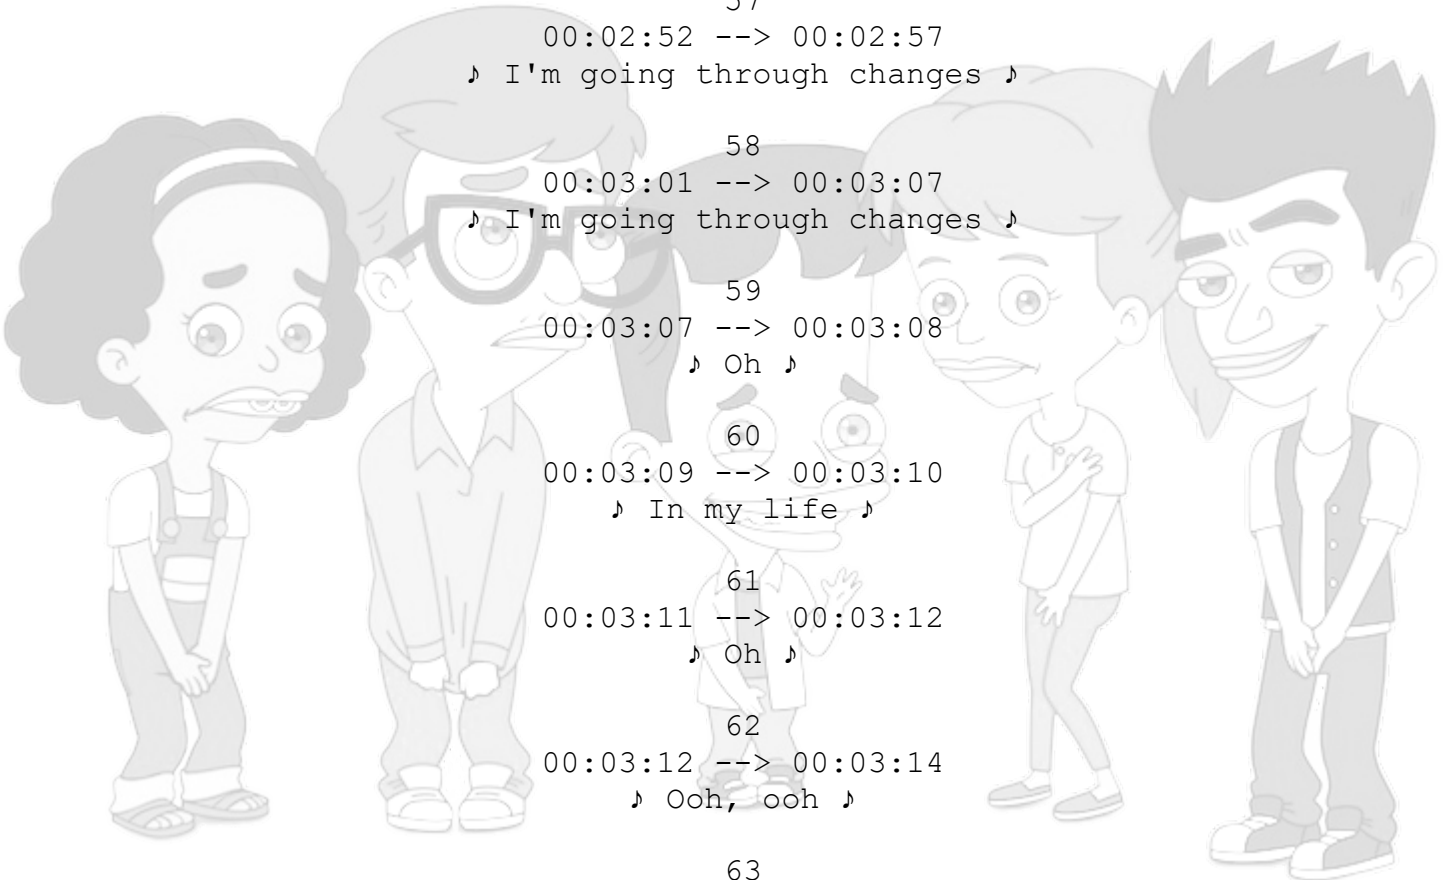 57
00:02:52 --> 00:02:57
♪ I'm going through changes ♪
58
00:03:01 --> 00:03:07
♪ I'm going through changes ♪
59
00:03:07 --> 00:03:08
♪ Oh ♪
60
00:03:09 --> 00:03:10
♪ In my life ♪
61
00:03:11 --> 00:03:12
♪ Oh ♪
62
00:03:12 --> 00:03:14
♪ Ooh, ooh ♪
63